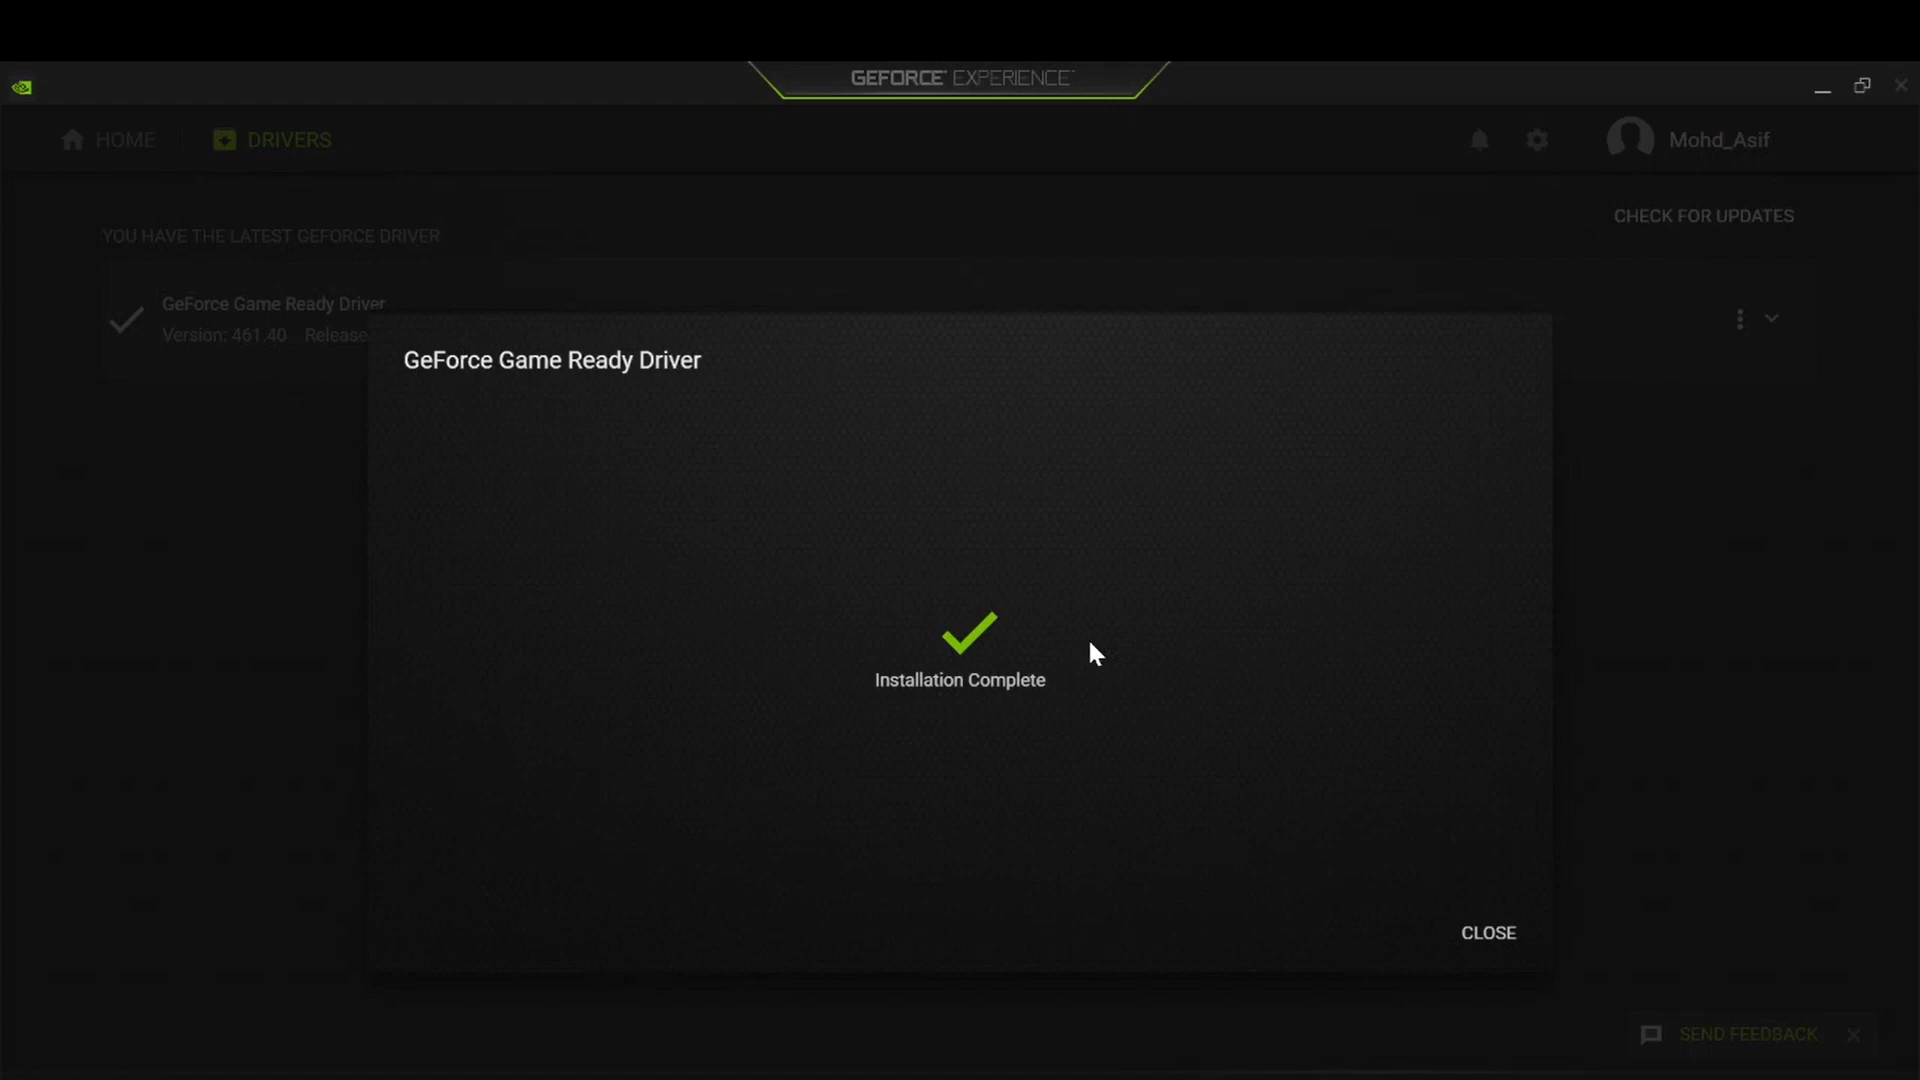 GEFORCE EXPERIENCE
HOME
DRIVERS
Mohd_Asif
YOU HAVE THE LATEST GEFORCE DRIVER
CHECK FOR UPDATES
GeForce Game Ready Driver
Version: 461.40 Release
GeForce Game Ready Driver
Installation Complete
CLOSE
SEND FEEDBACK